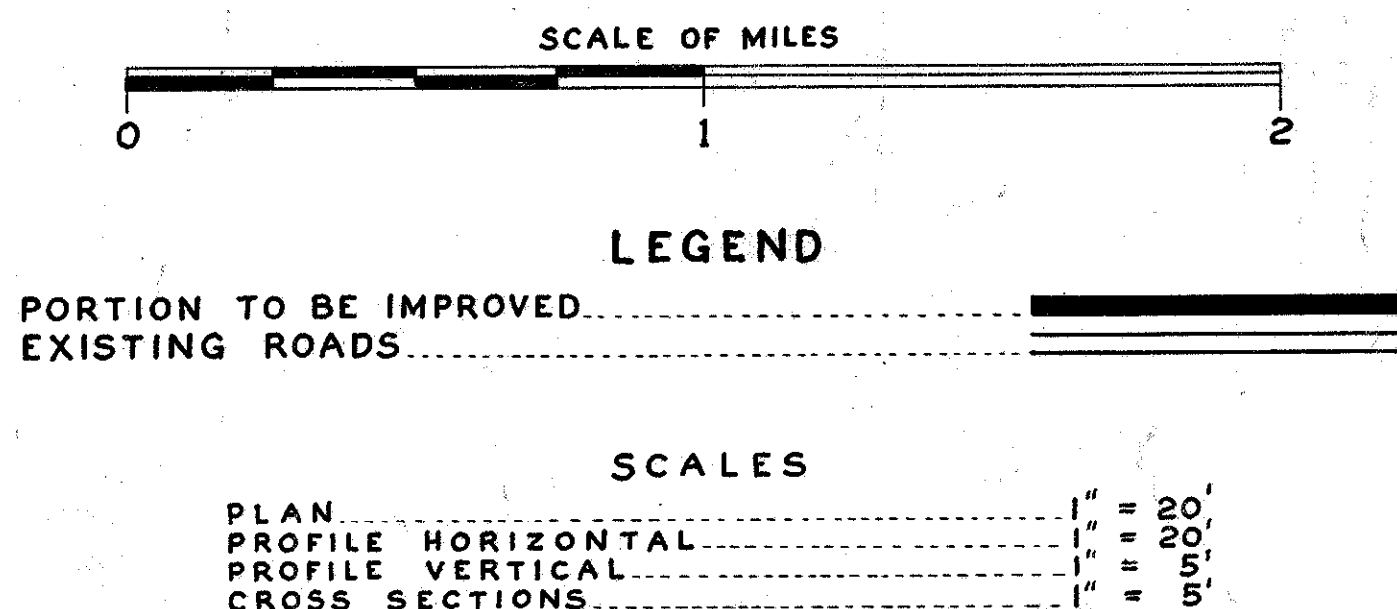 SCALE OF MILES
0 1 2
LEGEND
PORTION TO BE IMPROVED
EXISTING ROADS
SCALES
PLAN 1" = 20'
PROFILE HORIZONTAL 1" = 20'
PROFILE VERTICAL 1" = 5'
CROSS SECTIONS 1" = 5'